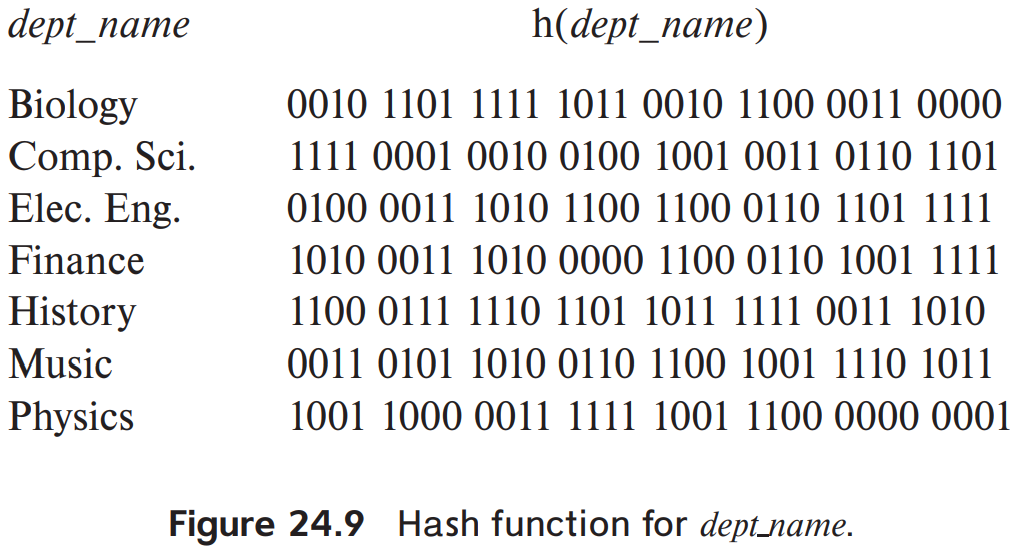 dept_name h(dept_name)
Biology 0010 1101 1111 1011 0010 1100 0011 0000
Comp. Sci. 1111 0001 0010 0100 1001 0011 0110 1101
Elec. Eng. 0100 0011 1010 1100 1100 0110 1101 1111
Finance 1010 0011 1010 0000 1100 0110 1001 1111
History 1100 0111 1110 1101 1011 1111 0011 1010
Music 0011 0101 1010 0110 1100 1001 1110 1011
Physics 1001 1000 0011 1111 1001 1100 0000 0001
Figure 24.9 Hash function for dept_name.